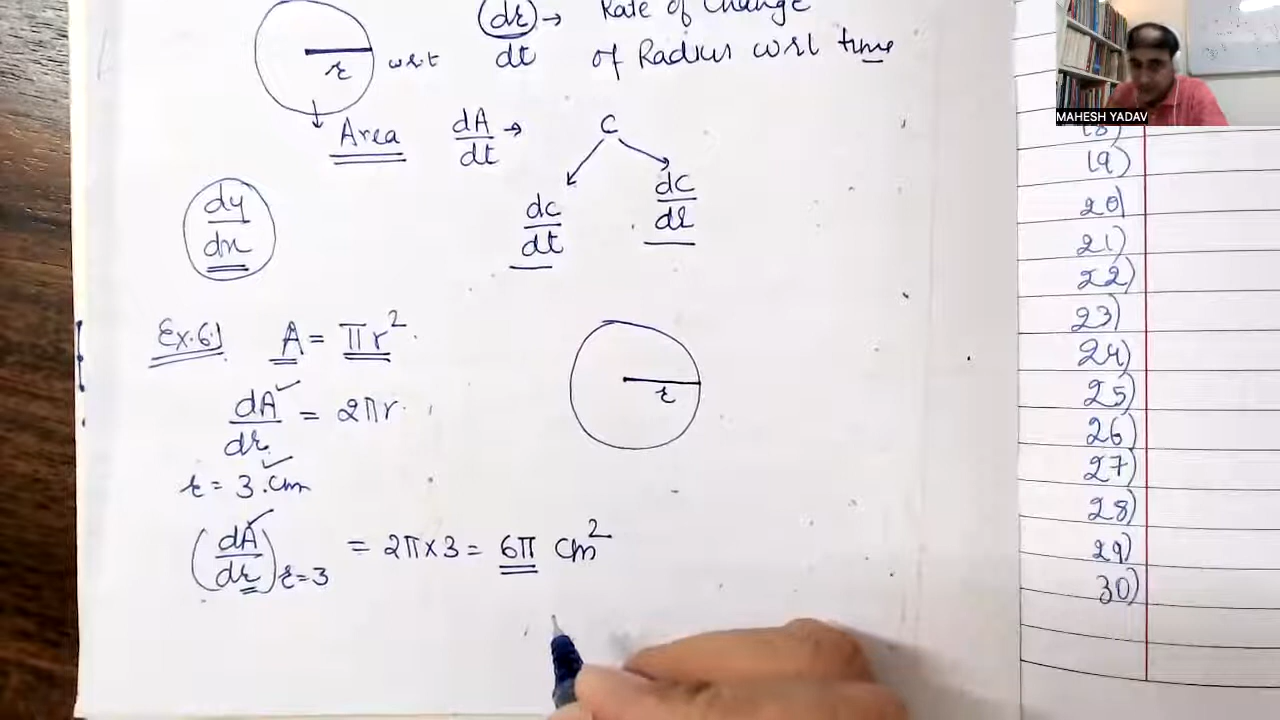 (dr) → Rate of Change
r wrt dt of Radius wrt time
Area dA/dt → C
dc/dt dc/dr
dy/dx
Ex.6.1 A = πr².
dA/dr = 2πr.
r
r = 3.cm
(dA/dr) r=3 = 2π×3 = 6π cm²
MAHESH YADAV
18)
19)
20)
21)
22)
23)
24)
25)
26)
27)
28)
29)
30)